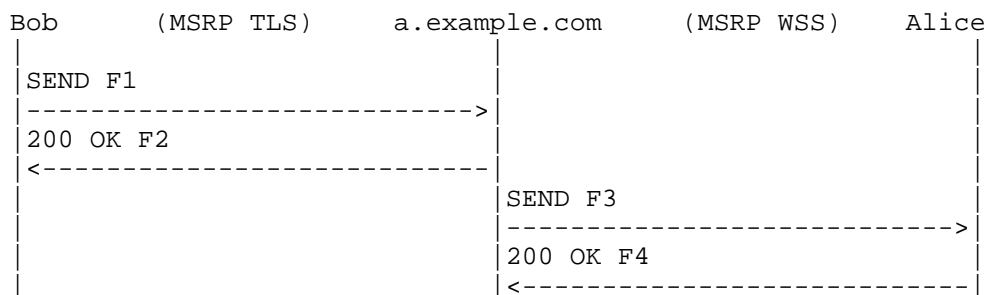 Bob (MSRP TLS) a.example.com (MSRP WSS) Alice
SEND F1
200 OK F2
SEND F3
200 OK F4